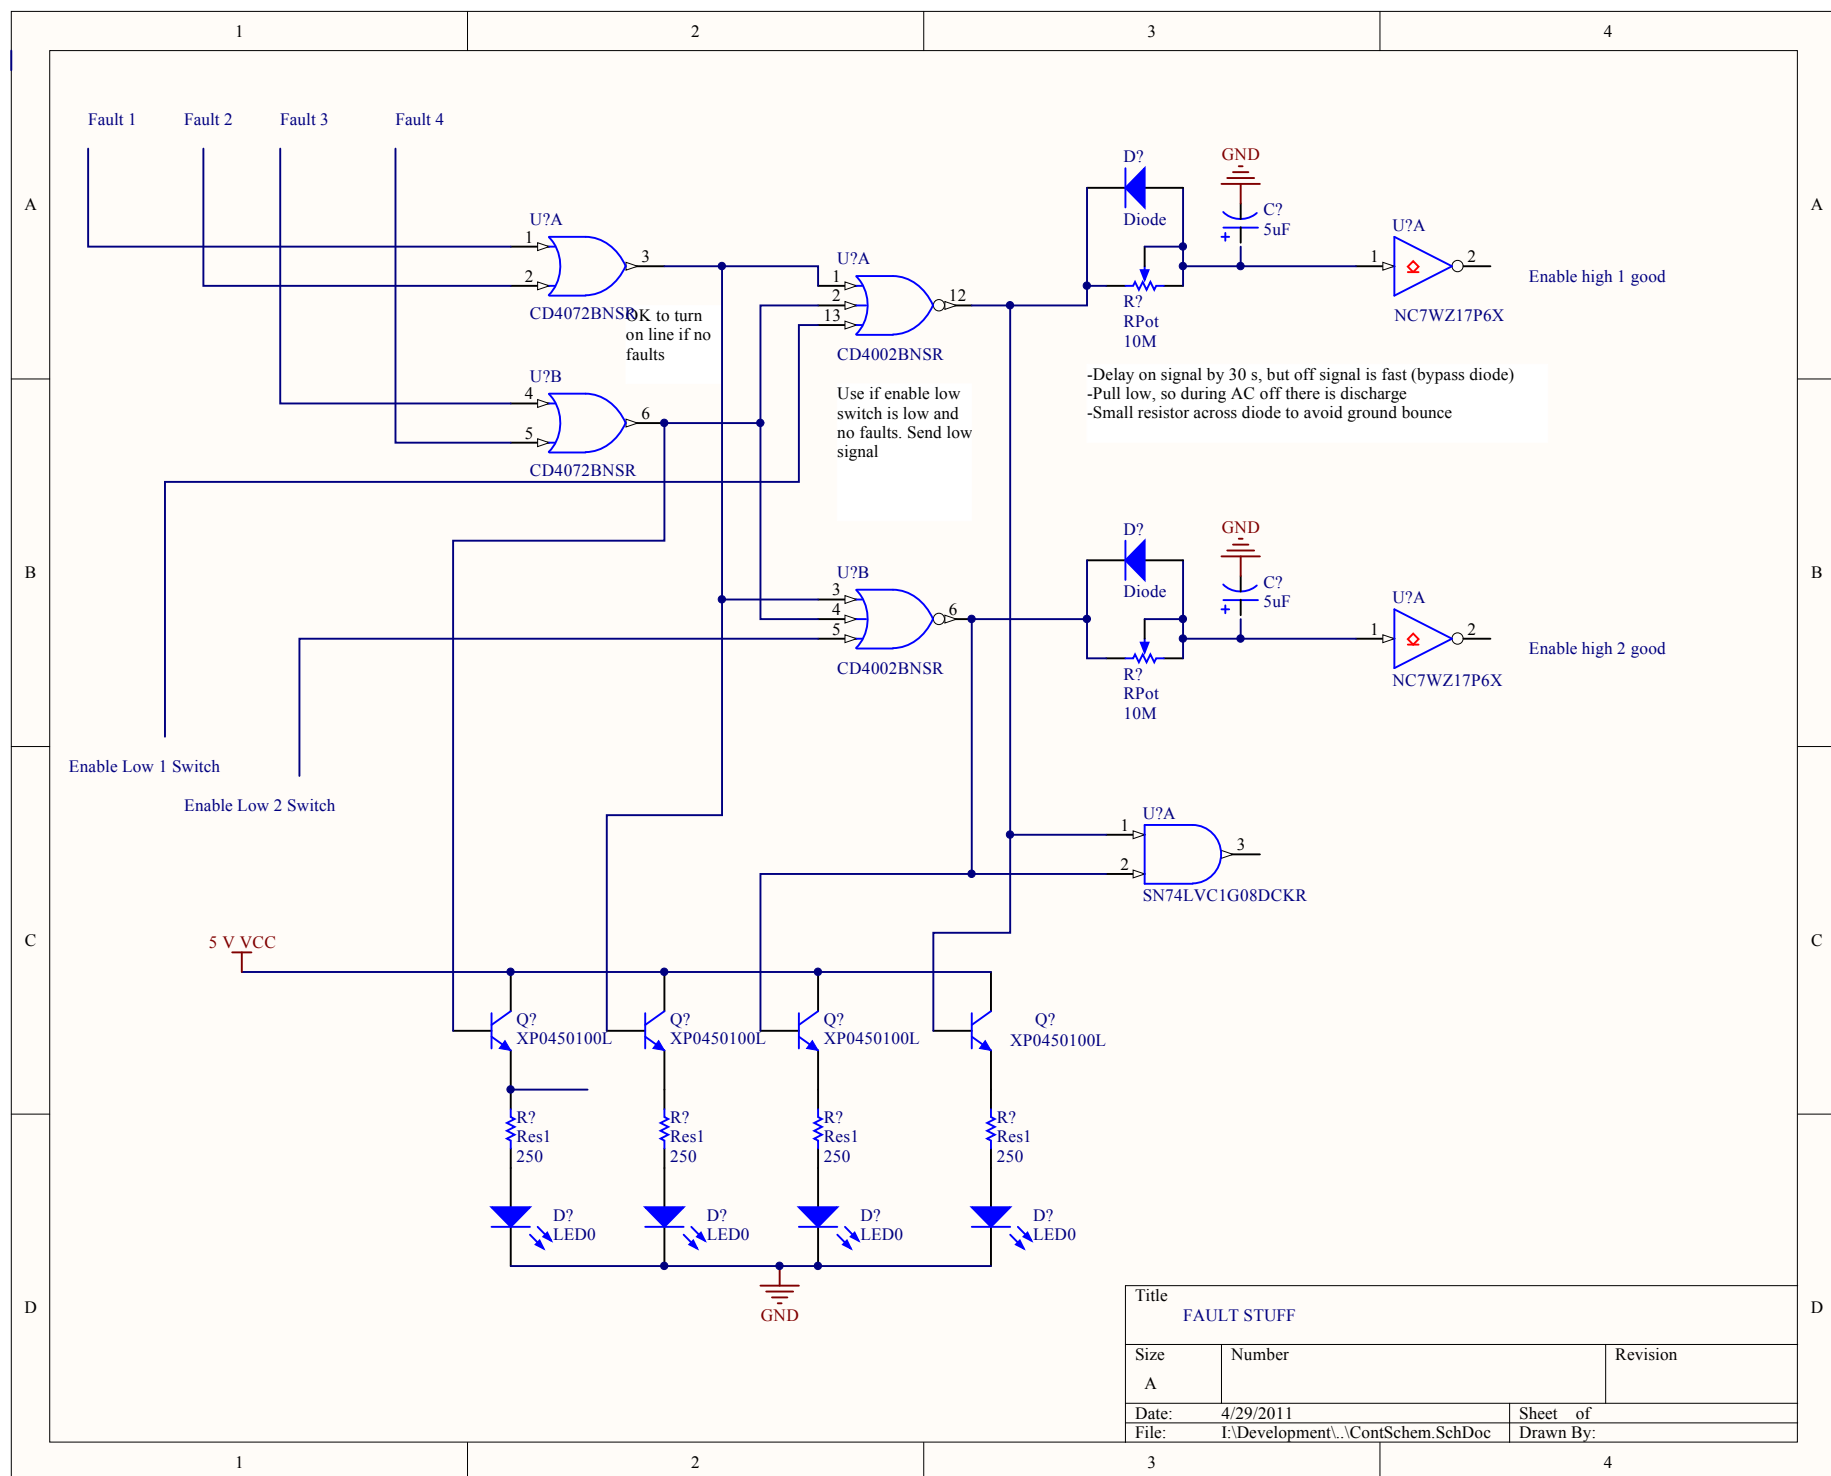 1
2
3
4
A
A
B
B
C
C
D
D
1
2
3
4
Fault 1
Fault 2
Fault 3
Fault 4
U?A
1
2
3
CD4072BNSR
OK to turn
on line if no
faults
U?B
4
5
6
CD4072BNSR
U?A
1
2
13
12
CD4002BNSR
Use if enable low
switch is low and
no faults. Send low
signal
U?B
3
4
5
6
CD4002BNSR
D?
Diode
R?
RPot
10M
GND
C?
5uF
+
U?A
1
2
NC7WZ17P6X
Enable high 1 good
-Delay on signal by 30 s, but off signal is fast (bypass diode)
-Pull low, so during AC off there is discharge
-Small resistor across diode to avoid ground bounce
D?
Diode
R?
RPot
10M
GND
C?
5uF
+
U?A
1
2
NC7WZ17P6X
Enable high 2 good
Enable Low 1 Switch
Enable Low 2 Switch
U?A
1
2
3
SN74LVC1G08DCKR
5 V VCC
Q?
XP0450100L
Q?
XP0450100L
Q?
XP0450100L
Q?
XP0450100L
R?
Res1
250
R?
Res1
250
R?
Res1
250
R?
Res1
250
D?
LED0
D?
LED0
D?
LED0
D?
LED0
GND
Title
FAULT STUFF
Size
A
Number
Revision
Date: 4/29/2011
Sheet of
File: I:\Development\..\ContSchem.SchDoc
Drawn By: